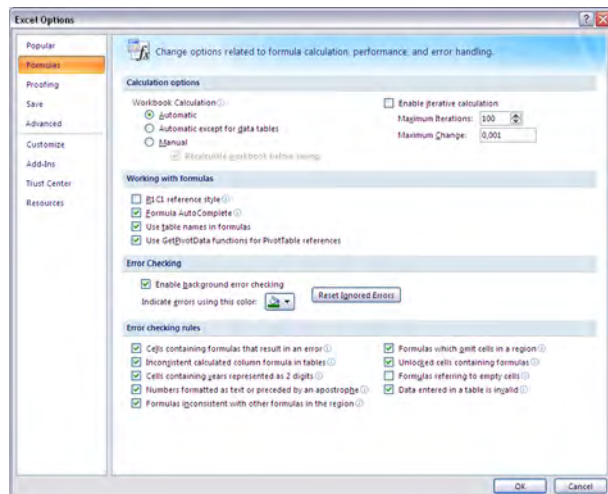 Excel Options
Popular
Formulas
Proofing
Save
Advanced
Customize
Add-Ins
Trust Center
Resources
Change options related to formula calculation, performance, and error handling.
Calculation options
Workbook Calculation
Automatic
Automatic except for data tables
Manual
Recalculate workbook before saving
Enable iterative calculation
Maximum Iterations: 100
Maximum Change: 0,001
Working with formulas
R1C1 reference style
Formula AutoComplete
Use table names in formulas
Use GetPivotData functions for PivotTable references
Error Checking
Enable background error checking
Indicate errors using this color:
Reset Ignored Errors
Error checking rules
Cells containing formulas that result in an error
Inconsistent calculated column formula in tables
Cells containing years represented as 2 digits
Numbers formatted as text or preceded by an apostrophe
Formulas inconsistent with other formulas in the region
Formulas which omit cells in a region
Unlocked cells containing formulas
Formulas referring to empty cells
Data entered in a table is invalid
OK
Cancel